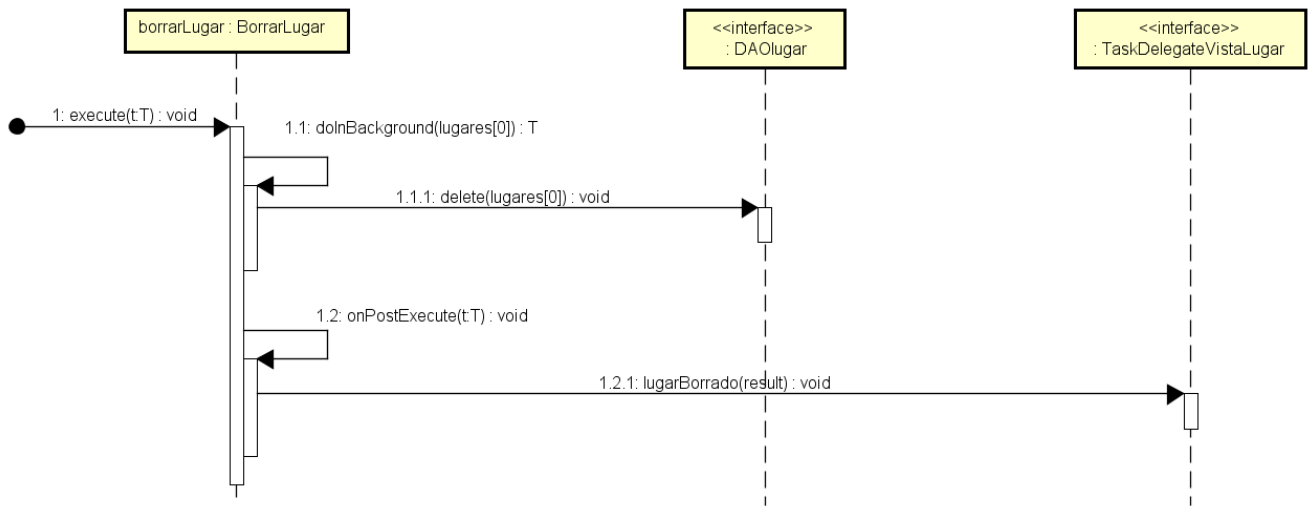 borrarLugar : BorrarLugar
<<interface>>
: DAOlugar
<<interface>>
: TaskDelegateVistaLugar
1: execute(t:T) : void
1.1: doInBackground(lugares[0]) : T
1.1.1: delete(lugares[0]) : void
1.2: onPostExecute(t:T) : void
1.2.1: lugarBorrado(result) : void